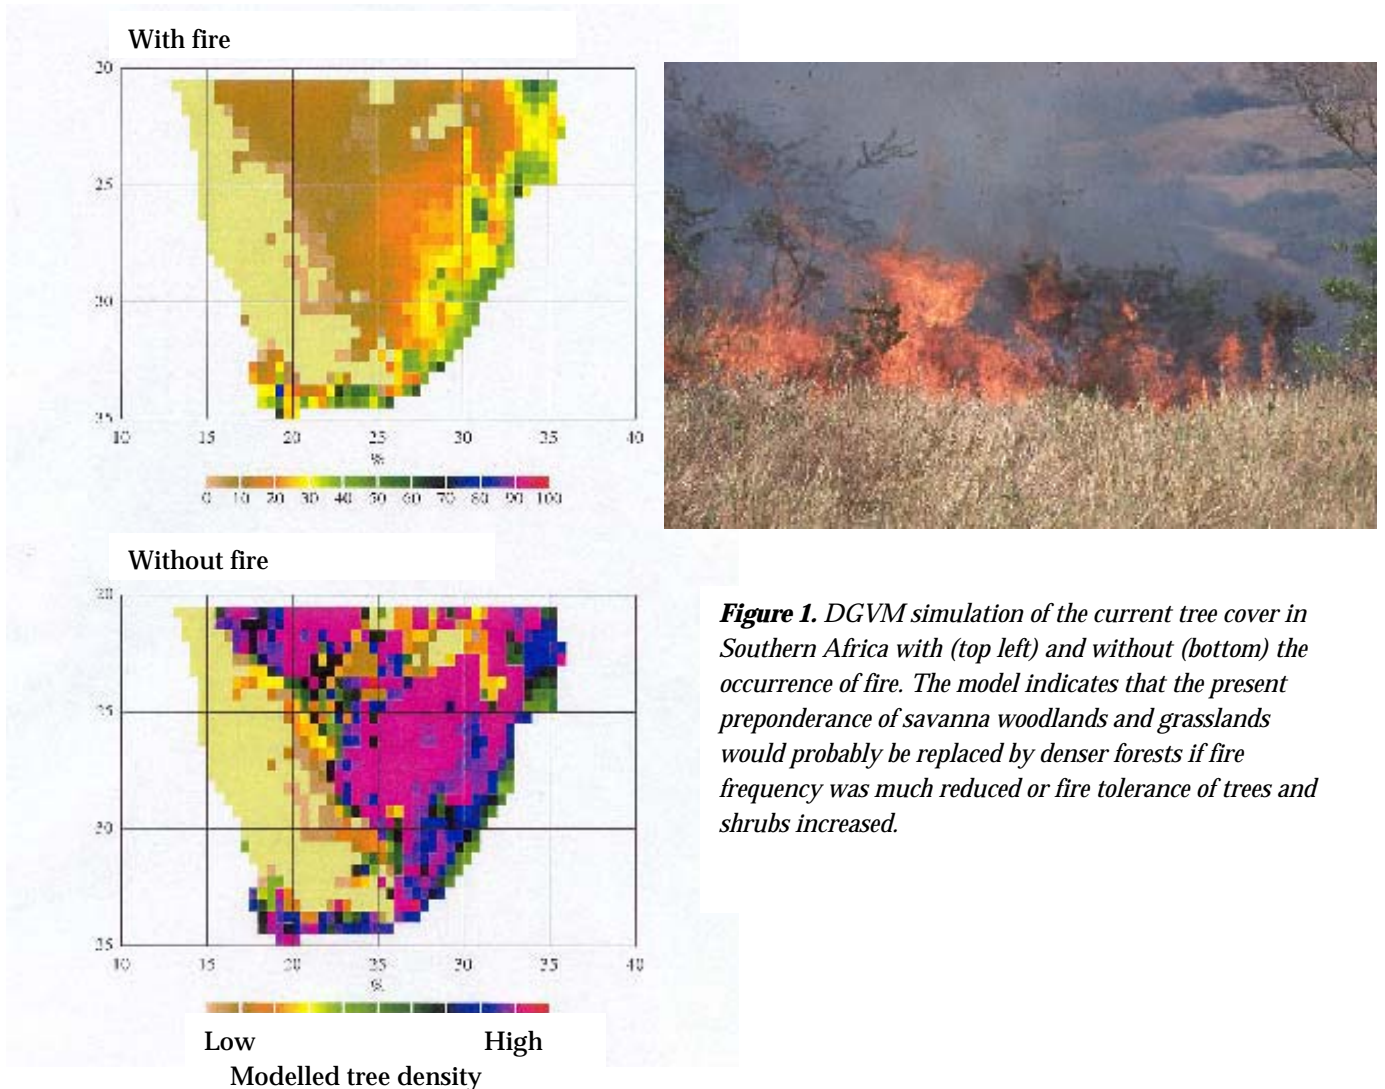 With fire
20
25
30
35
10 15 20 25 30 35 40
%
0 10 20 30 40 50 60 70 80 90 100
Without fire
20
25
30
35
10 15 20 25 30 35 40
%
Low High
Modelled tree density
Figure 1. DGVM simulation of the current tree cover in
Southern Africa with (top left) and without (bottom) the
occurrence of fire. The model indicates that the present
preponderance of savanna woodlands and grasslands
would probably be replaced by denser forests if fire
frequency was much reduced or fire tolerance of trees and
shrubs increased.